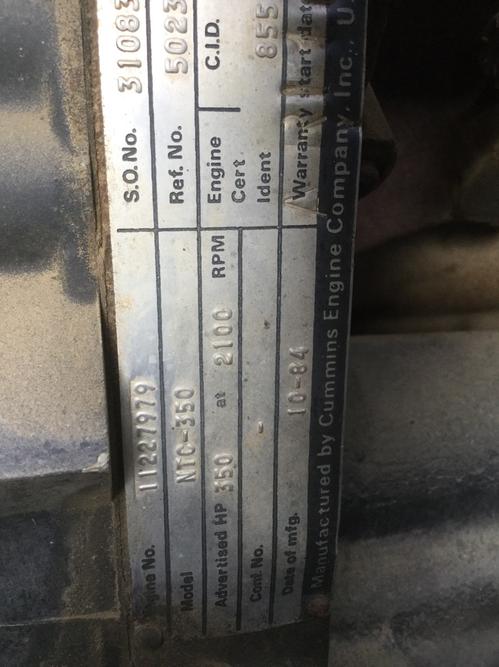 Engine No. 11227979 S.O. No. 31083
Model NTC-350 Ref. No. 5023
Advertised HP 350 at 2100 RPM Engine C.I.D.
Cont. No. - Cert
Ident 855
Date of mfg. 10-84 Warranty start date
Manufactured by Cummins Engine Company, Inc., U.